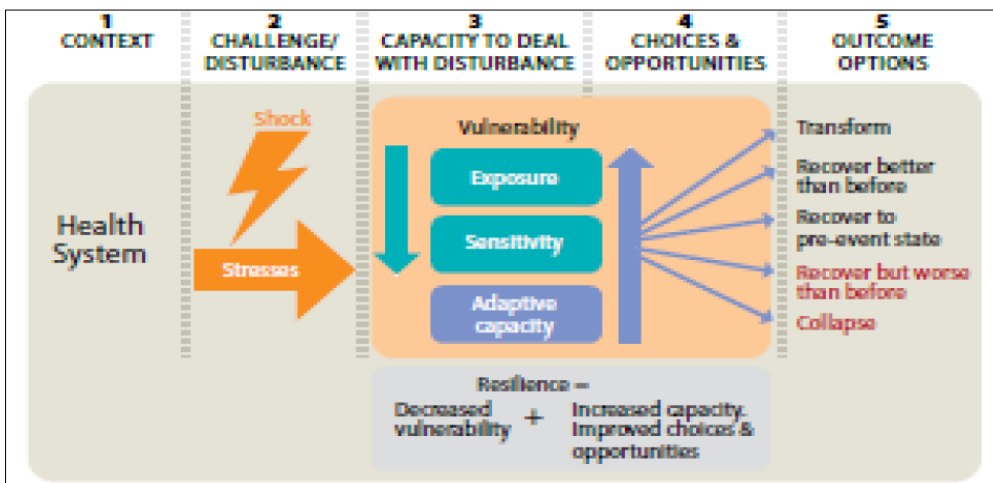 1
CONTEXT
2
CHALLENGE/
DISTURBANCE
3
CAPACITY TO DEAL
WITH DISTURBANCE
4
CHOICES &
OPPORTUNITIES
5
OUTCOME
OPTIONS
Health
System
Shock
Stresses
Vulnerability
Exposure
Sensitivity
Adaptive
capacity
Transform
Recover better
than before
Recover to
pre-event state
Recover but worse
than before
Collapse
Resilience =
Decreased
vulnerability
+
Increased capacity.
Improved choices &
opportunities